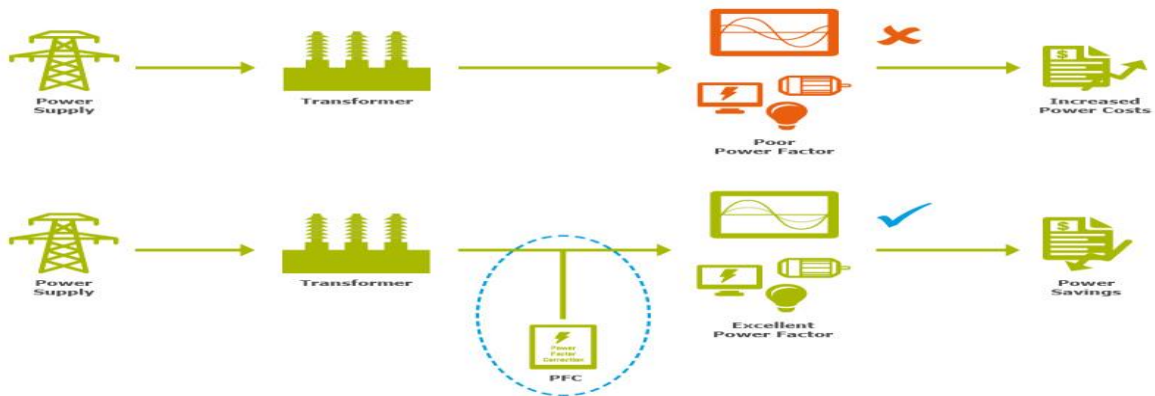 Power
Supply
Transformer
Poor
Power Factor
$
Increased
Power Costs
Power
Supply
Transformer
Power
Factor
Correction
PFC
Excellent
Power Factor
$
Power
Savings